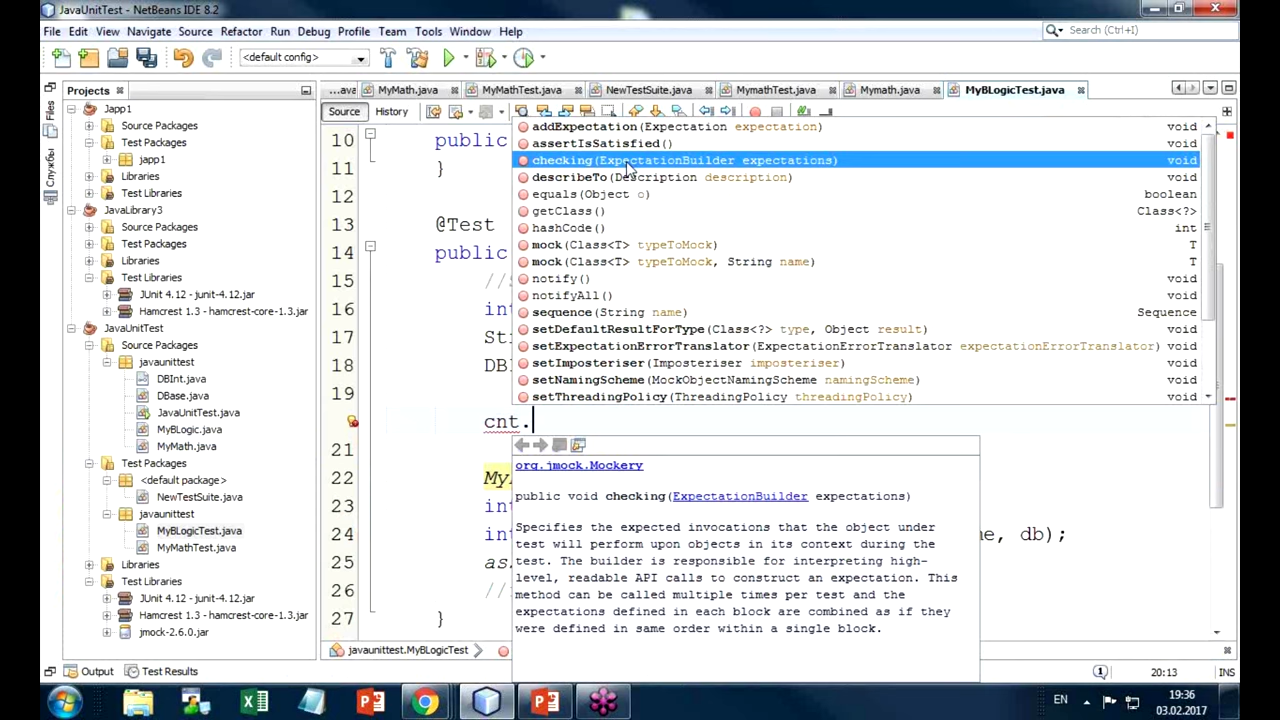 JavaUnitTest - NetBeans IDE 8.2
File Edit View Navigate Source Refactor Run Debug Profile Team Tools Window Help
Search (Ctrl+I)
<default config>
Projects
...ava MyMath.java MyMathTest.java NewTestSuite.java MymathTest.java Mymath.java MyBLogicTest.java
Source History
Files
Службы
Japp1
Source Packages
Test Packages
japp1
Libraries
Test Libraries
JavaLibrary3
Source Packages
Test Packages
Libraries
Test Libraries
JUnit 4.12 - junit-4.12.jar
Hamcrest 1.3 - hamcrest-core-1.3.jar
JavaUnitTest
Source Packages
javaunittest
DBInt.java
DBase.java
JavaUnitTest.java
MyBLogic.java
MyMath.java
Test Packages
<default package>
NewTestSuite.java
javaunittest
MyBLogicTest.java
MyMathTest.java
Libraries
Test Libraries
JUnit 4.12 - junit-4.12.jar
Hamcrest 1.3 - hamcrest-core-1.3.jar
jmock-2.6.0.jar
10 public
11 }
12
13 @Test
14 public
15 //
16 int
17 Str
18 DB
19
cnt.
21
22 My
23 int
24 int e, db);
25 as
26 //
27 }
addExpectation(Expectation expectation) void
assertIsSatisfied() void
checking(ExpectationBuilder expectations) void
describeTo(Description description) void
equals(Object o) boolean
getClass() Class<?>
hashCode() int
mock(Class<T> typeToMock) T
mock(Class<T> typeToMock, String name) T
notify() void
notifyAll() void
sequence(String name) Sequence
setDefaultResultForType(Class<?> type, Object result) void
setExpectationErrorTranslator(ExpectationErrorTranslator expectationErrorTranslator) void
setImposteriser(Imposteriser imposteriser) void
setNamingScheme(MockObjectNamingScheme namingScheme) void
setThreadingPolicy(ThreadingPolicy threadingPolicy) void
org.jmock.Mockery
public void checking(ExpectationBuilder expectations)
Specifies the expected invocations that the object under
test will perform upon objects in its context during the
test. The builder is responsible for interpreting high-
level, readable API calls to construct an expectation. This
method can be called multiple times per test and the
expectations defined in each block are combined as if they
were defined in same order within a single block.
javaunittest.MyBLogicTest
Output Test Results
1 20:13 INS
EN 19:36
03.02.2017